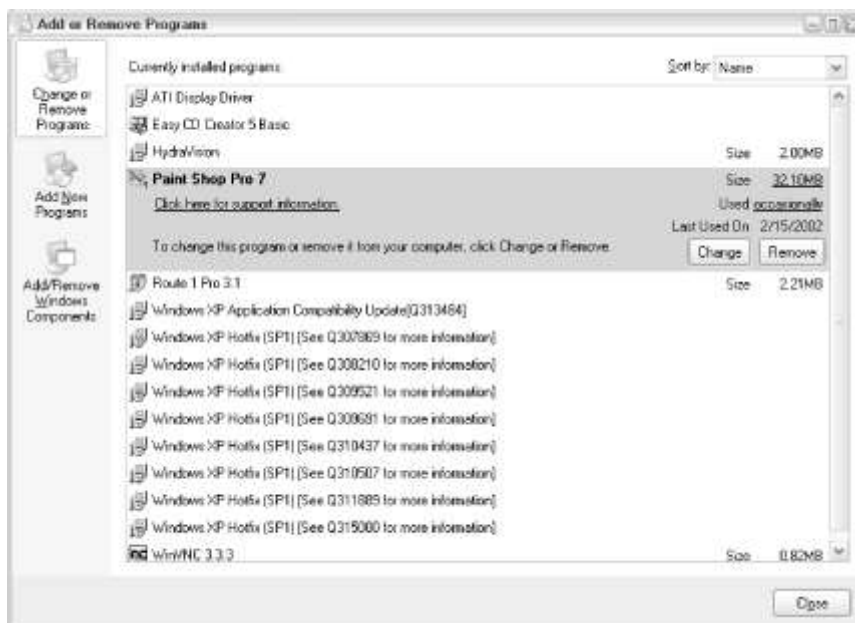 Add or Remove Programs
Change or
Remove
Programs
Add New
Programs
Add/Remove
Windows
Components
Currently installed programs:
Sort by: Name
ATI Display Driver
Easy CD Creator 5 Basic
HydraVision Size 2.00MB
Paint Shop Pro 7 Size 32.10MB
Click here for support information. Used occasionally
Last Used On 2/15/2002
To change this program or remove it from your computer, click Change or Remove. Change Remove
Route 1 Pro 3.1 Size 2.21MB
Windows XP Application Compatibility Update[Q313484]
Windows XP Hotfix (SP1) [See Q307869 for more information]
Windows XP Hotfix (SP1) [See Q308210 for more information]
Windows XP Hotfix (SP1) [See Q309521 for more information]
Windows XP Hotfix (SP1) [See Q309691 for more information]
Windows XP Hotfix (SP1) [See Q310437 for more information]
Windows XP Hotfix (SP1) [See Q310507 for more information]
Windows XP Hotfix (SP1) [See Q311889 for more information]
Windows XP Hotfix (SP1) [See Q315000 for more information]
WinVNC 3.3.3 Size 0.82MB
Close